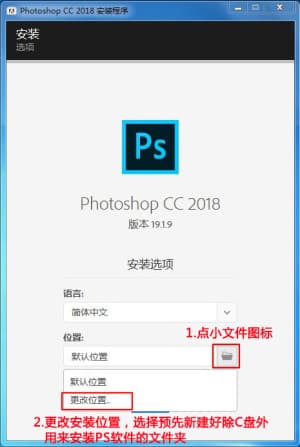 Photoshop CC 2018 安装程序
安装
选项
Ps
Photoshop CC 2018
版本 19.1.9
安装选项
语言:
简体中文
1.点小文件图标
位置:
默认位置
默认位置
更改位置...
2.更改安装位置，选择预先新建好除C盘外
用来安装PS软件的文件夹